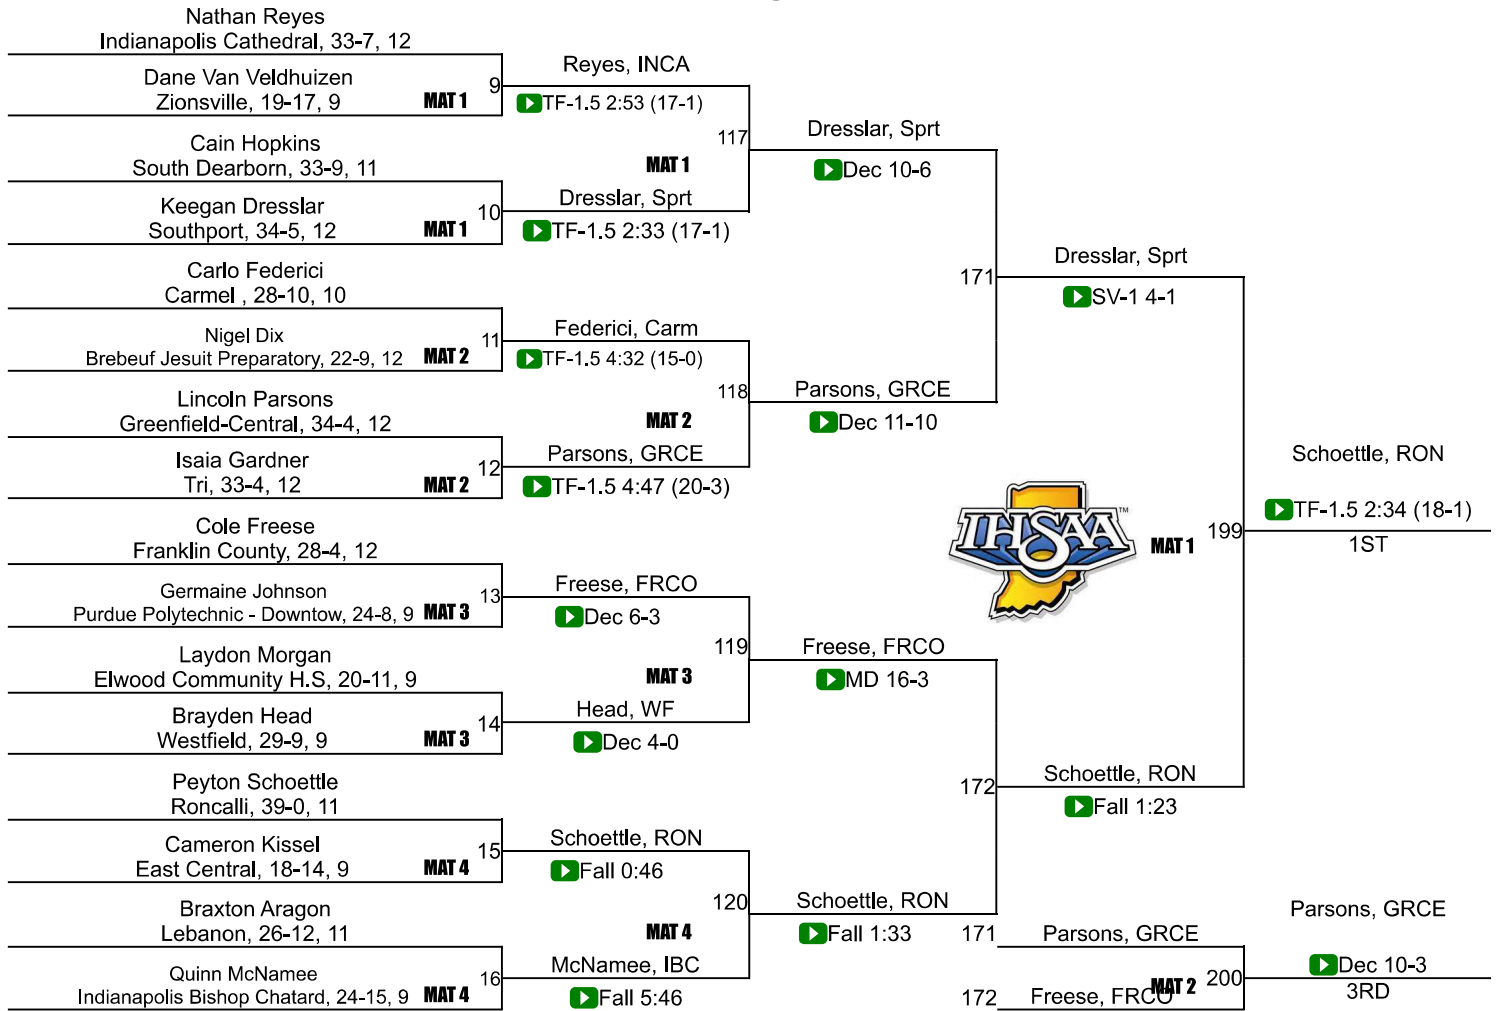 Nathan Reyes
Indianapolis Cathedral, 33-7, 12
Dane Van Veldhuizen
Zionsville, 19-17, 9
MAT 1
9
Reyes, INCA
TF-1.5 2:53 (17-1)
Cain Hopkins
South Dearborn, 33-9, 11
Keegan Dresslar
Southport, 34-5, 12
MAT 1
10
Dresslar, Sprt
TF-1.5 2:33 (17-1)
117
MAT 1
Dresslar, Sprt
Dec 10-6
Carlo Federici
Carmel , 28-10, 10
Nigel Dix
Brebeuf Jesuit Preparatory, 22-9, 12
MAT 2
11
Federici, Carm
TF-1.5 4:32 (15-0)
Lincoln Parsons
Greenfield-Central, 34-4, 12
Isaia Gardner
Tri, 33-4, 12
MAT 2
12
Parsons, GRCE
TF-1.5 4:47 (20-3)
118
MAT 2
Parsons, GRCE
Dec 11-10
171
Dresslar, Sprt
SV-1 4-1
Cole Freese
Franklin County, 28-4, 12
Germaine Johnson
Purdue Polytechnic - Downtow, 24-8, 9
MAT 3
13
Freese, FRCO
Dec 6-3
Laydon Morgan
Elwood Community H.S, 20-11, 9
Brayden Head
Westfield, 29-9, 9
MAT 3
14
Head, WF
Dec 4-0
119
MAT 3
Freese, FRCO
MD 16-3
Peyton Schoettle
Roncalli, 39-0, 11
Cameron Kissel
East Central, 18-14, 9
MAT 4
15
Schoettle, RON
Fall 0:46
Braxton Aragon
Lebanon, 26-12, 11
Quinn McNamee
Indianapolis Bishop Chatard, 24-15, 9
MAT 4
16
McNamee, IBC
Fall 5:46
120
MAT 4
Schoettle, RON
Fall 1:33
172
Schoettle, RON
Fall 1:23
IHSAA
TM
MAT 1
199
Schoettle, RON
TF-1.5 2:34 (18-1)
1ST
171
Parsons, GRCE
172
Freese, FRCO
MAT 2
200
Parsons, GRCE
Dec 10-3
3RD